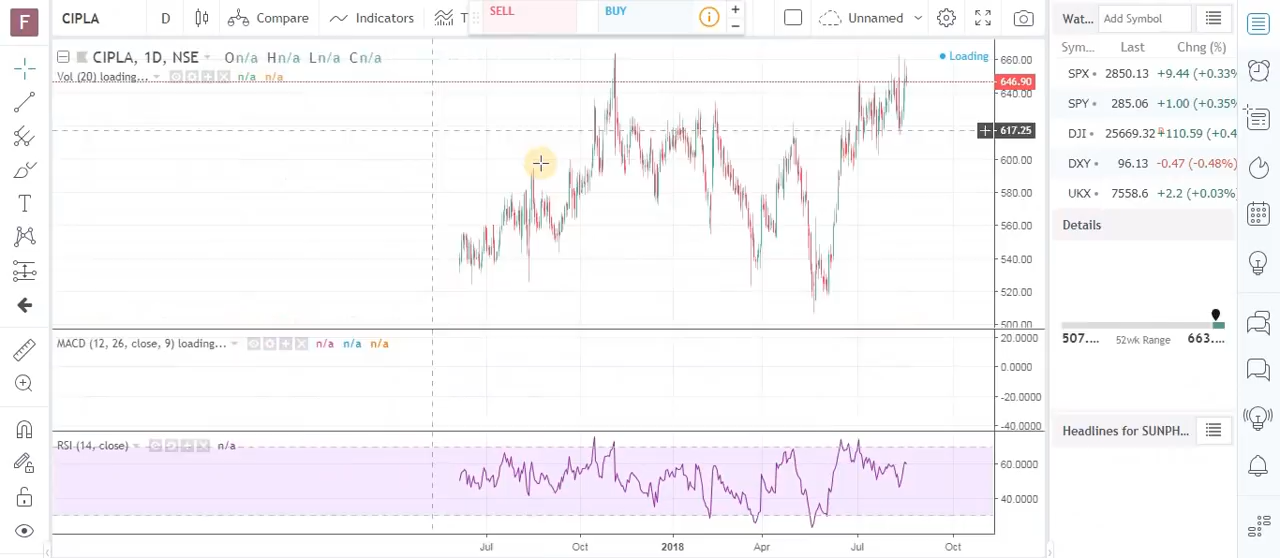 F CIPLA D Compare Indicators T SELL BUY + − Unnamed
CIPLA, 1D, NSE On/a Hn/a Ln/a Cn/a Loading
Vol (20) loading... n/a n/a
660.00
646.90
640.00
617.25
600.00
580.00
560.00
540.00
520.00
500.00
MACD (12, 26, close, 9) loading... n/a n/a n/a
20.0000
0.0000
-20.0000
-40.0000
RSI (14, close) n/a
60.0000
40.0000
Jul Oct 2018 Apr Jul Oct
Wat... Add Symbol
Sym... Last Chng (%)
SPX 2850.13 +9.44 (+0.33%
SPY 285.06 +1.00 (+0.35%
DJI 25669.32 +110.59 (+0.4
DXY 96.13 -0.47 (-0.48%)
UKX 7558.6 +2.2 (+0.03%)
Details
507.... 52wk Range 663....
Headlines for SUNPH...